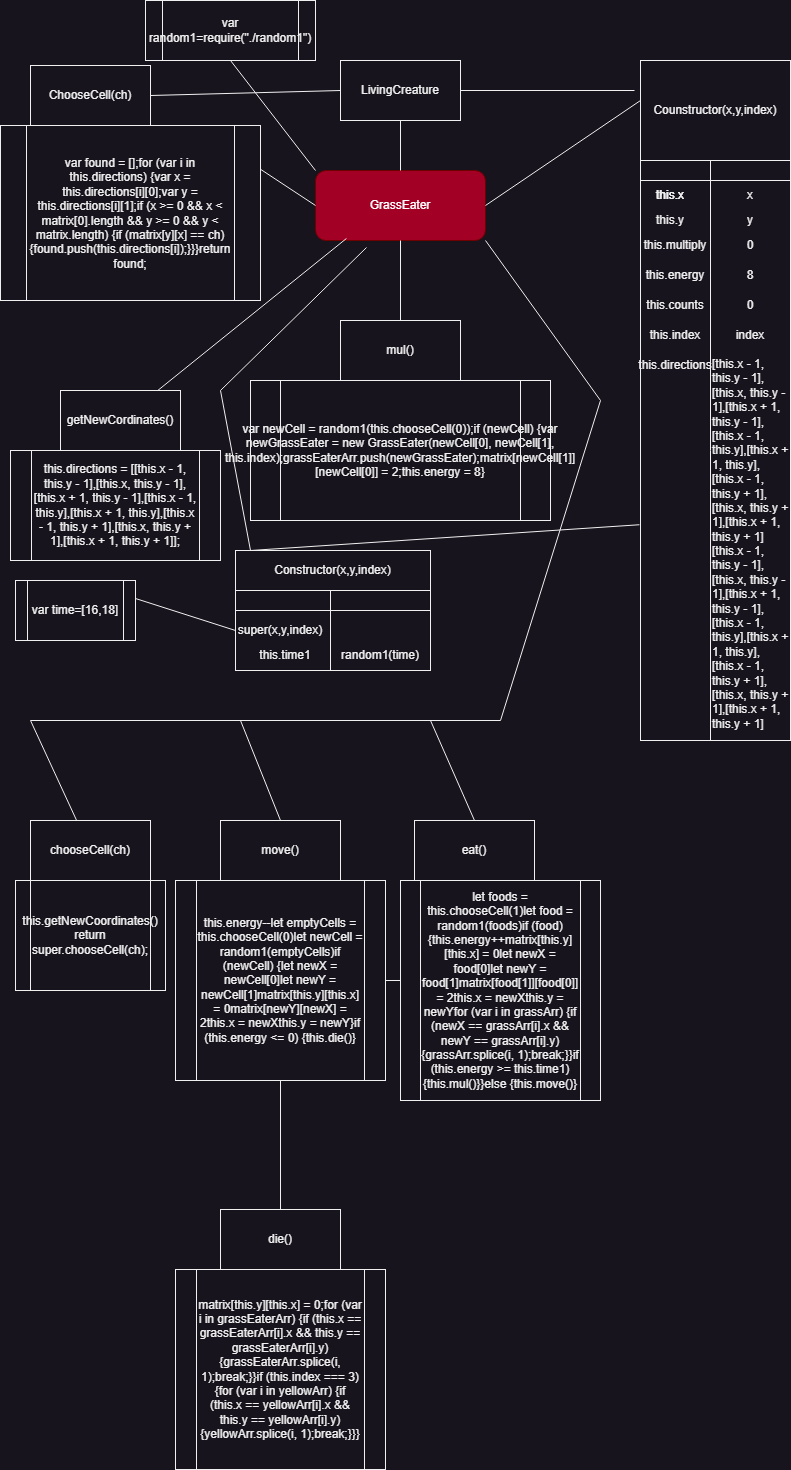 var
random1=require("./random1")
ChooseCell(ch)
LivingCreature
Counstructor(x,y,index)
var found = [];for (var i in
this.directions) {var x =
this.directions[i][0];var y =
this.directions[i][1];if (x >= 0 && x <
matrix[0].length && y >= 0 && y <
matrix.length) {if (matrix[y][x] == ch)
{found.push(this.directions[i]);}}}return
found;
GrassEater
this.x
x
this.y
y
this.multiply
0
this.energy
8
this.counts
0
this.index
index
this.directions
[this.x - 1,
this.y - 1],
[this.x, this.y -
1],[this.x + 1,
this.y - 1],
[this.x - 1,
this.y],[this.x +
1, this.y],
[this.x - 1,
this.y + 1],
[this.x, this.y +
1],[this.x + 1,
this.y + 1]
[this.x - 1,
this.y - 1],
[this.x, this.y -
1],[this.x + 1,
this.y - 1],
[this.x - 1,
this.y],[this.x +
1, this.y],
[this.x - 1,
this.y + 1],
[this.x, this.y +
1],[this.x + 1,
this.y + 1]
mul()
var newCell = random1(this.chooseCell(0));if (newCell) {var
newGrassEater = new GrassEater(newCell[0], newCell[1],
this.index);grassEaterArr.push(newGrassEater);matrix[newCell[1]]
[newCell[0]] = 2;this.energy = 8}
getNewCordinates()
this.directions = [[this.x - 1,
this.y - 1],[this.x, this.y - 1],
[this.x + 1, this.y - 1],[this.x - 1,
this.y],[this.x + 1, this.y],[this.x
- 1, this.y + 1],[this.x, this.y +
1],[this.x + 1, this.y + 1]];
Constructor(x,y,index)
var time=[16,18]
super(x,y,index)
this.time1
random1(time)
chooseCell(ch)
move()
eat()
this.getNewCoordinates()
return
super.chooseCell(ch);
this.energy--let emptyCells =
this.chooseCell(0)let newCell =
random1(emptyCells)if
(newCell) {let newX =
newCell[0]let newY =
newCell[1]matrix[this.y][this.x]
= 0matrix[newY][newX] =
2this.x = newXthis.y = newY}if
(this.energy <= 0) {this.die()}
let foods =
this.chooseCell(1)let food =
random1(foods)if (food)
{this.energy++matrix[this.y]
[this.x] = 0let newX =
food[0]let newY =
food[1]matrix[food[1]][food[0]]
= 2this.x = newXthis.y =
newYfor (var i in grassArr) {if
(newX == grassArr[i].x &&
newY == grassArr[i].y)
{grassArr.splice(i, 1);break;}}if
(this.energy >= this.time1)
{this.mul()}}else {this.move()}
die()
matrix[this.y][this.x] = 0;for (var
i in grassEaterArr) {if (this.x ==
grassEaterArr[i].x && this.y ==
grassEaterArr[i].y)
{grassEaterArr.splice(i,
1);break;}}if (this.index === 3)
{for (var i in yellowArr) {if
(this.x == yellowArr[i].x &&
this.y == yellowArr[i].y)
{yellowArr.splice(i, 1);break;}}}